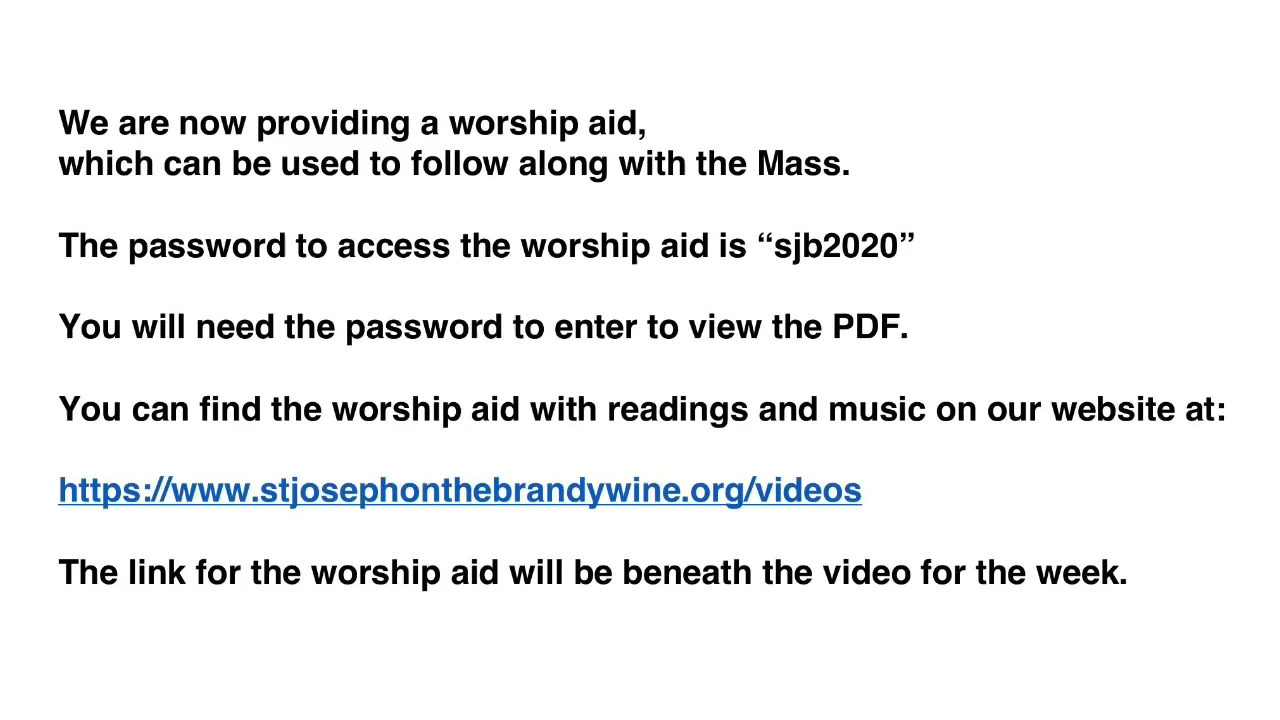 We are now providing a worship aid,
which can be used to follow along with the Mass.
The password to access the worship aid is “sjb2020”
You will need the password to enter to view the PDF.
You can find the worship aid with readings and music on our website at:
https://www.stjosephonthebrandywine.org/videos
The link for the worship aid will be beneath the video for the week.